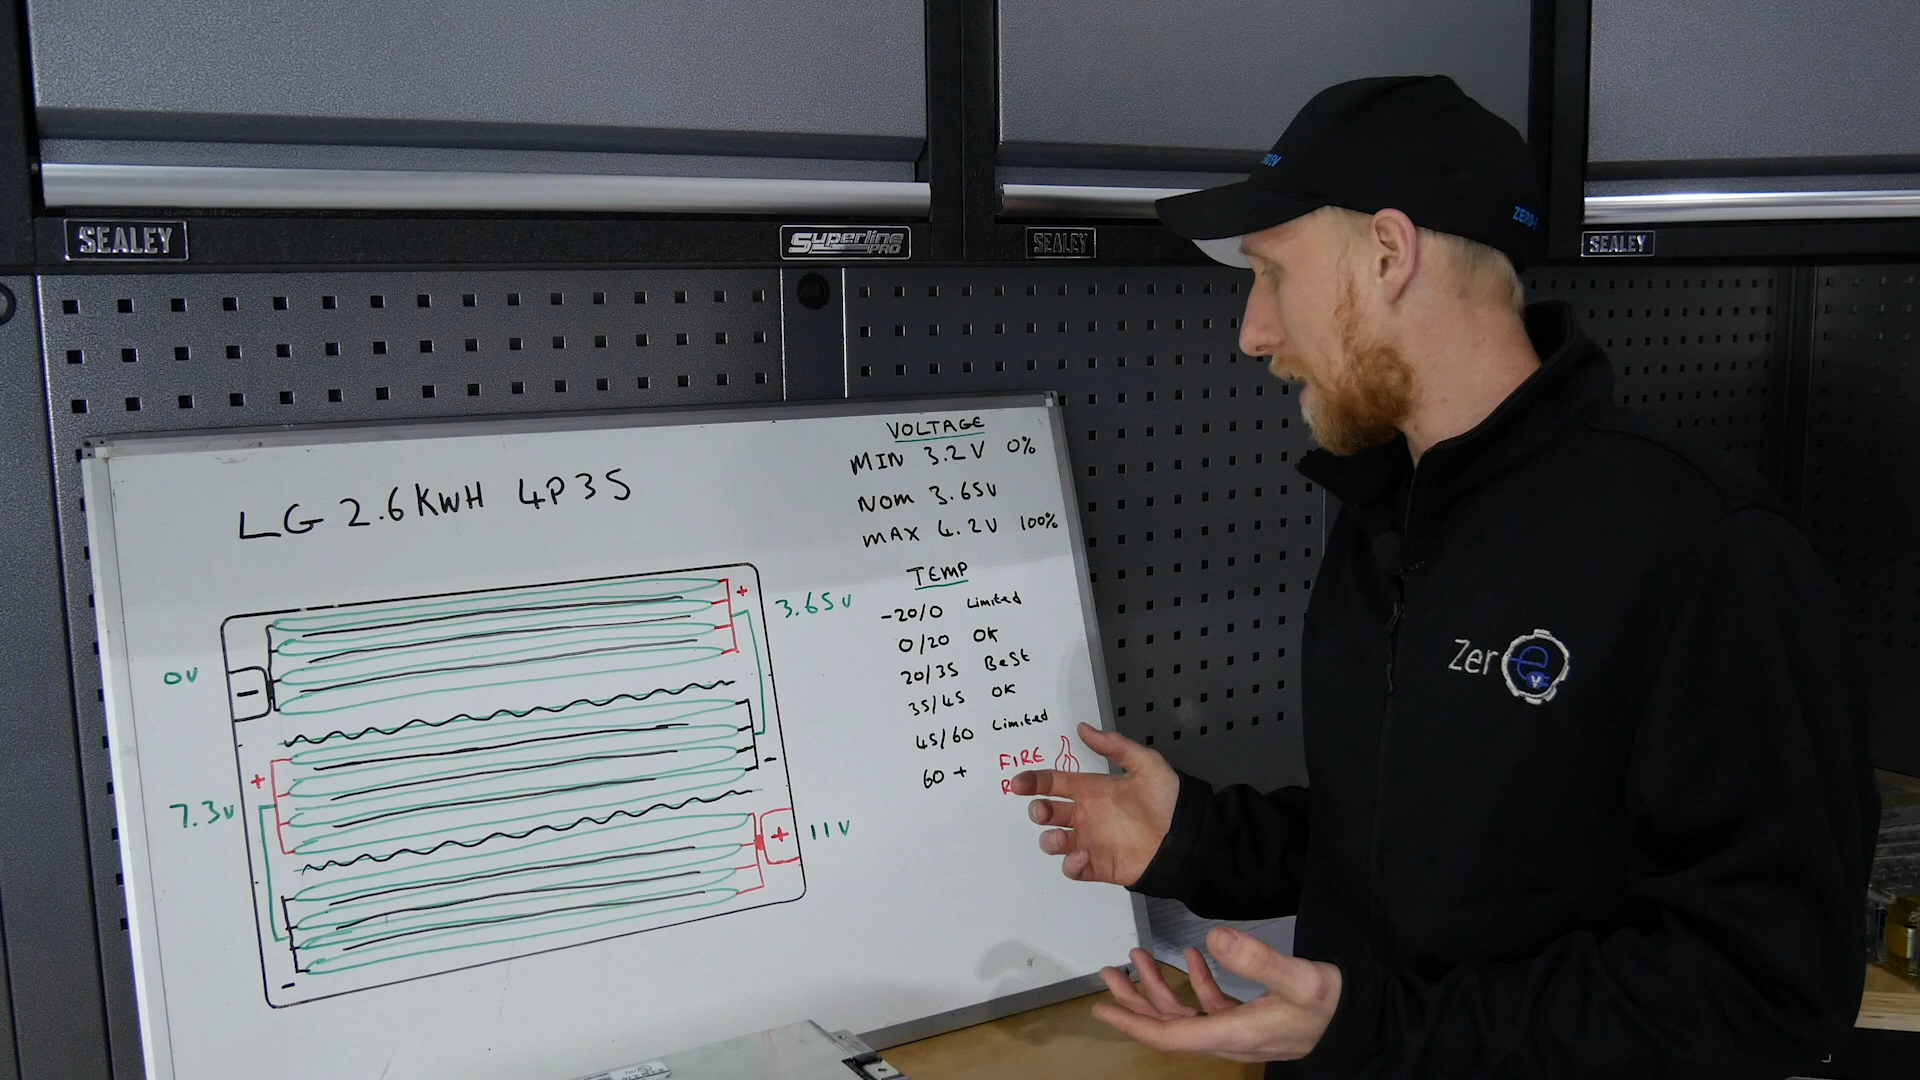 SEALEY
Superline PRO
SEALEY
SEALEY
LG 2.6KWH 4P3S
VOLTAGE
MIN 3.2V 0%
NOM 3.65V
MAX 4.2V 100%
TEMP
-20/0 Limited
0/20 OK
20/35 BeSt
35/45 OK
45/60 Limited
60 + FIRE
+
3.65V
0V
-
+
-
7.3V
+
11V
-
Zer e